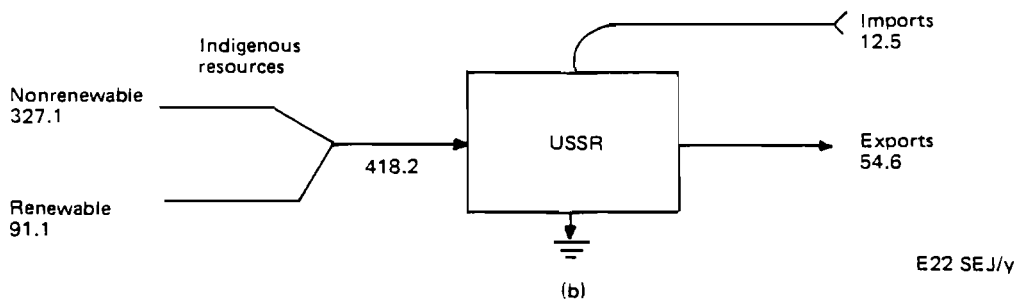 Indigenous
resources
Nonrenewable
327.1
Renewable
91.1
418.2
USSR
Imports
12.5
Exports
54.6
E22 SEJ/y
(b)